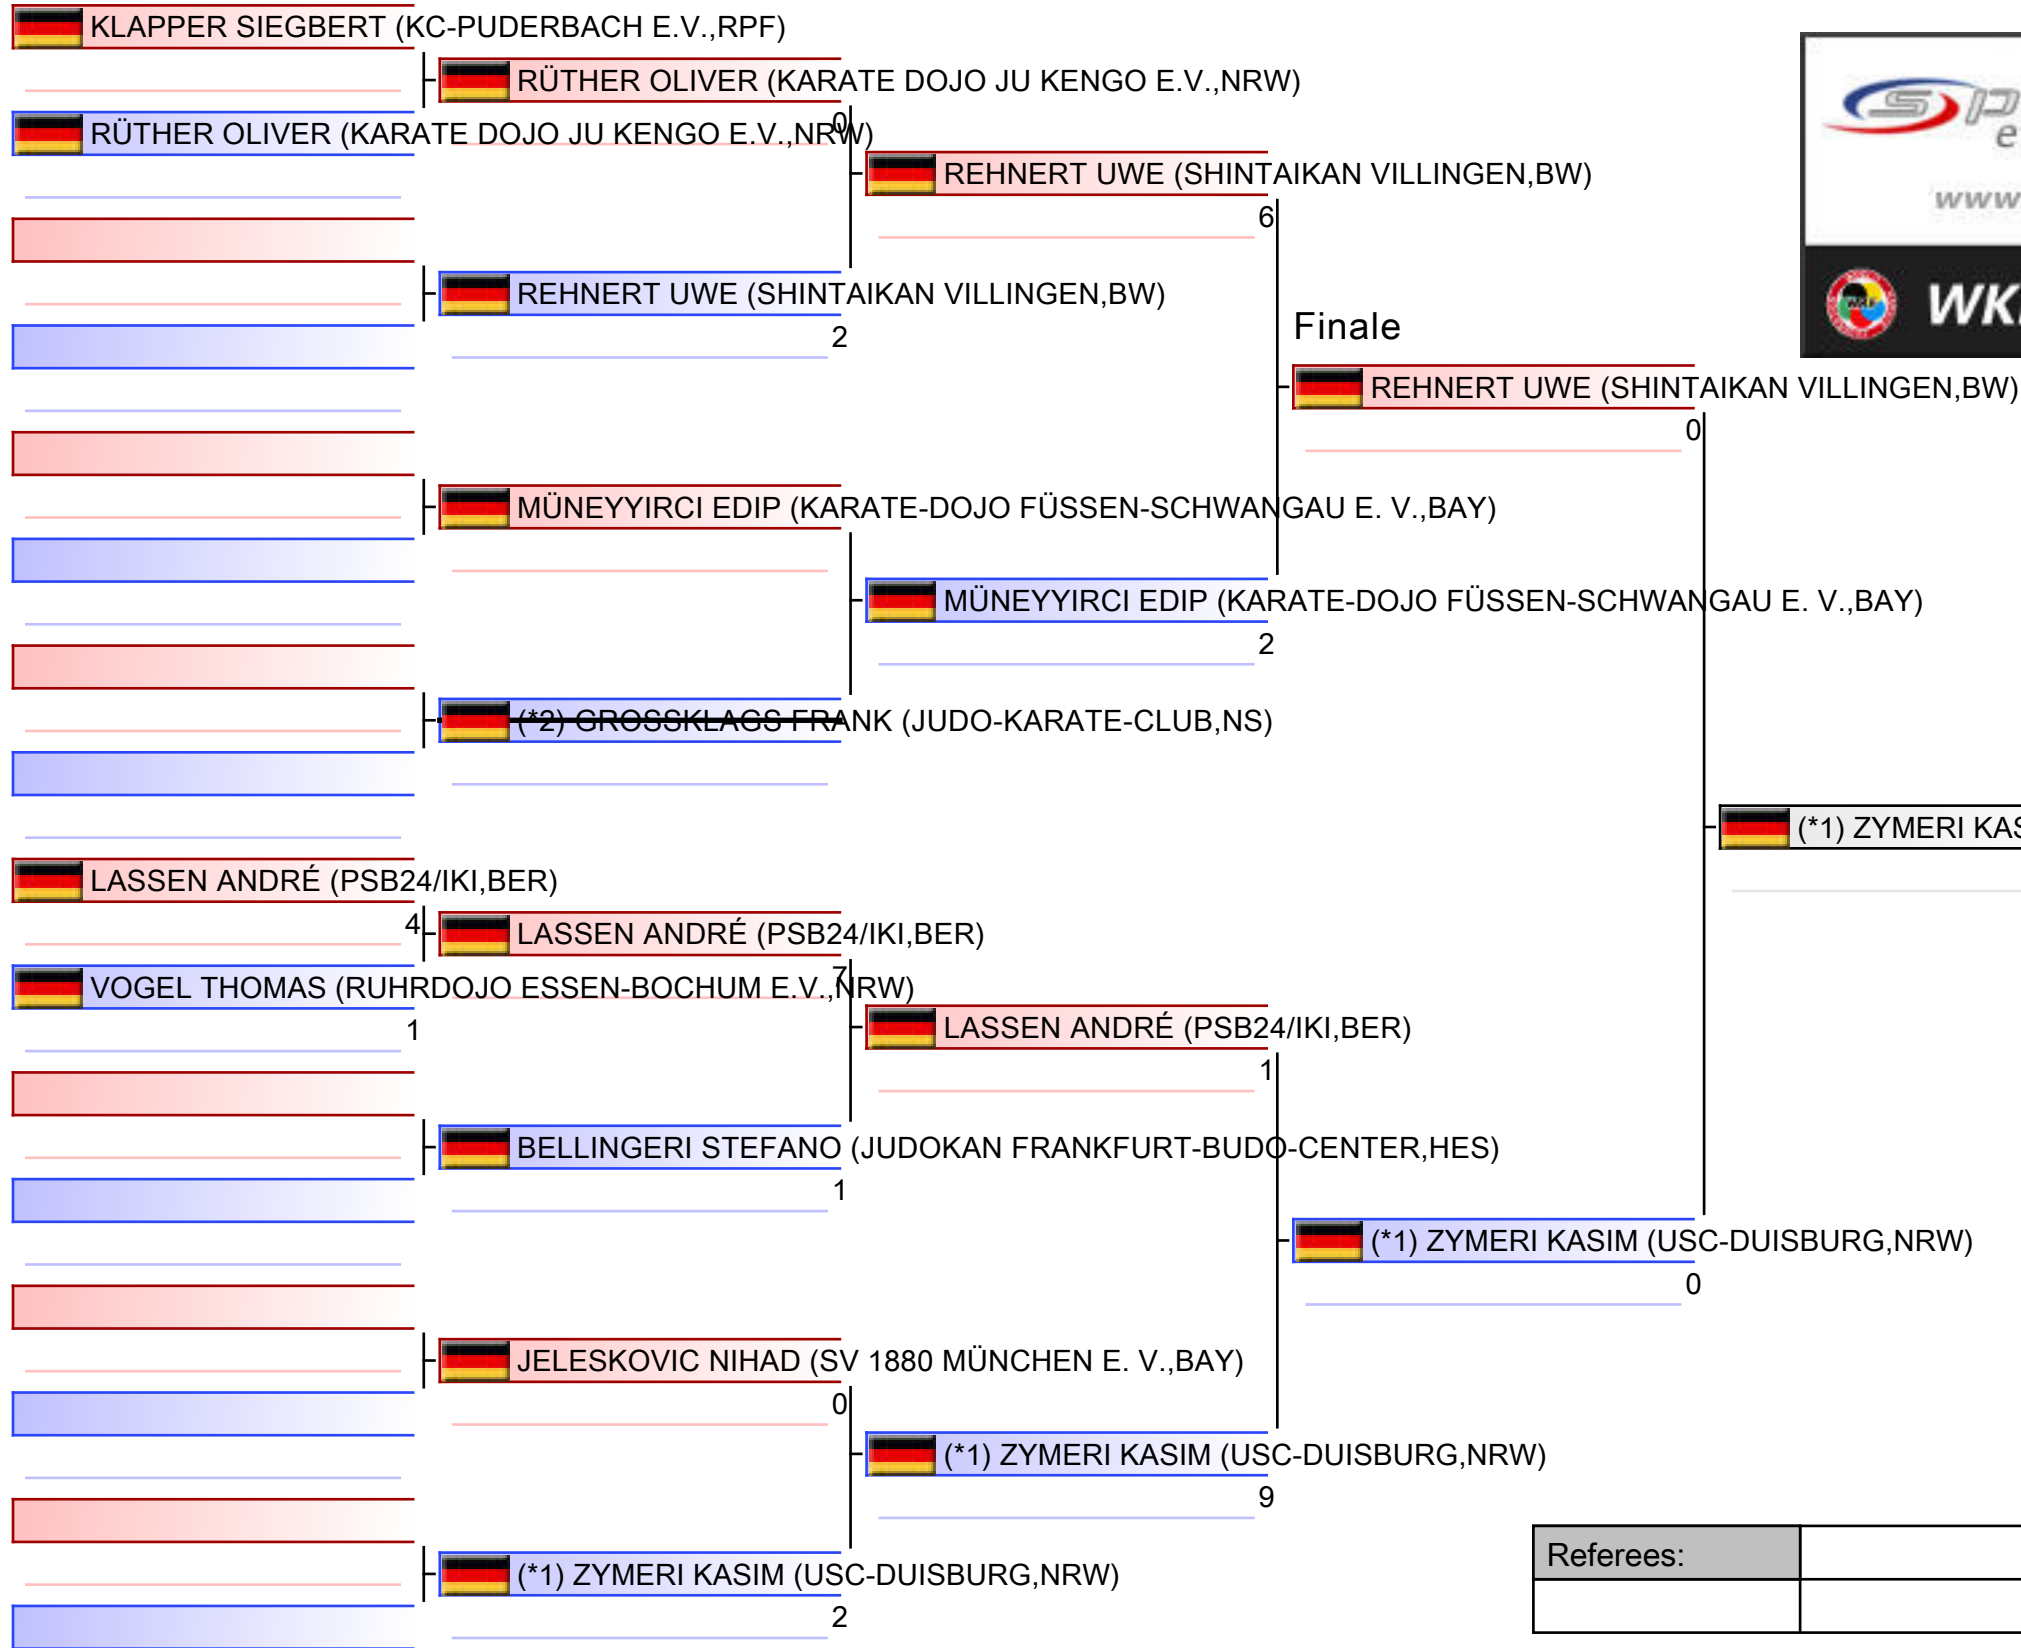 KLAPPER SIEGBERT (KC-PUDERBACH E.V.,RPF)
RÜTHER OLIVER (KARATE DOJO JU KENGO E.V.,NRW)
RÜTHER OLIVER (KARATE DOJO JU KENGO E.V.,NRW)
0
REHNERT UWE (SHINTAIKAN VILLINGEN,BW)
www
6
REHNERT UWE (SHINTAIKAN VILLINGEN,BW)
2
Finale
WK
REHNERT UWE (SHINTAIKAN VILLINGEN,BW)
0
MÜNEYYIRCI EDIP (KARATE-DOJO FÜSSEN-SCHWANGAU E. V.,BAY)
MÜNEYYIRCI EDIP (KARATE-DOJO FÜSSEN-SCHWANGAU E. V.,BAY)
2
(*2) GROSSKLAGS FRANK (JUDO-KARATE-CLUB,NS)
(*1) ZYMERI KAS
LASSEN ANDRÉ (PSB24/IKI,BER)
4
LASSEN ANDRÉ (PSB24/IKI,BER)
7
VOGEL THOMAS (RUHRDOJO ESSEN-BOCHUM E.V.,NRW)
1
LASSEN ANDRÉ (PSB24/IKI,BER)
1
BELLINGERI STEFANO (JUDOKAN FRANKFURT-BUDO-CENTER,HES)
1
(*1) ZYMERI KASIM (USC-DUISBURG,NRW)
0
JELESKOVIC NIHAD (SV 1880 MÜNCHEN E. V.,BAY)
0
(*1) ZYMERI KASIM (USC-DUISBURG,NRW)
9
Referees:
(*1) ZYMERI KASIM (USC-DUISBURG,NRW)
2